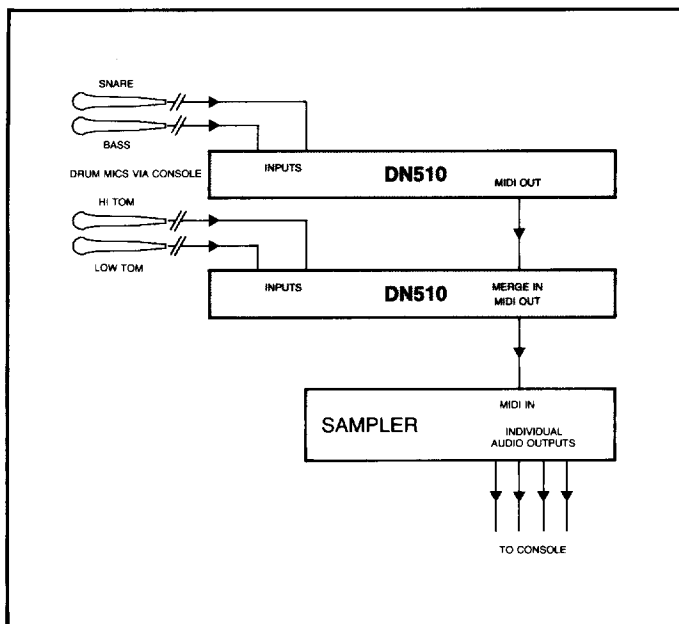 SNARE
BASS
DRUM MICS VIA CONSOLE
INPUTS
DN510
MIDI OUT
HI TOM
LOW TOM
INPUTS
DN510
MERGE IN
MIDI OUT
SAMPLER
MIDI IN
INDIVIDUAL
AUDIO OUTPUTS
TO CONSOLE